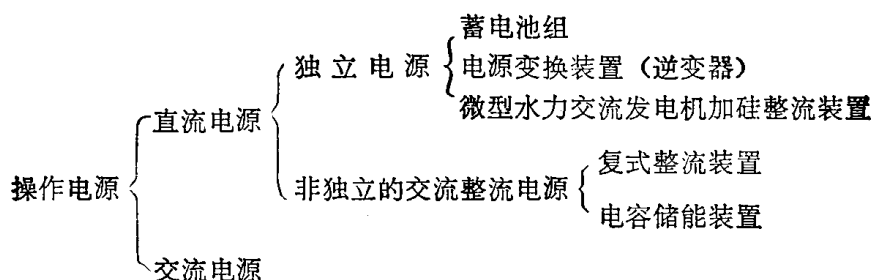 蓄电池组
独立电源
电源变换装置（逆变器）
直流电源
微型水力交流发电机加硅整流装置
操作电源
非独立的交流整流电源
复式整流装置
电容储能装置
交流电源